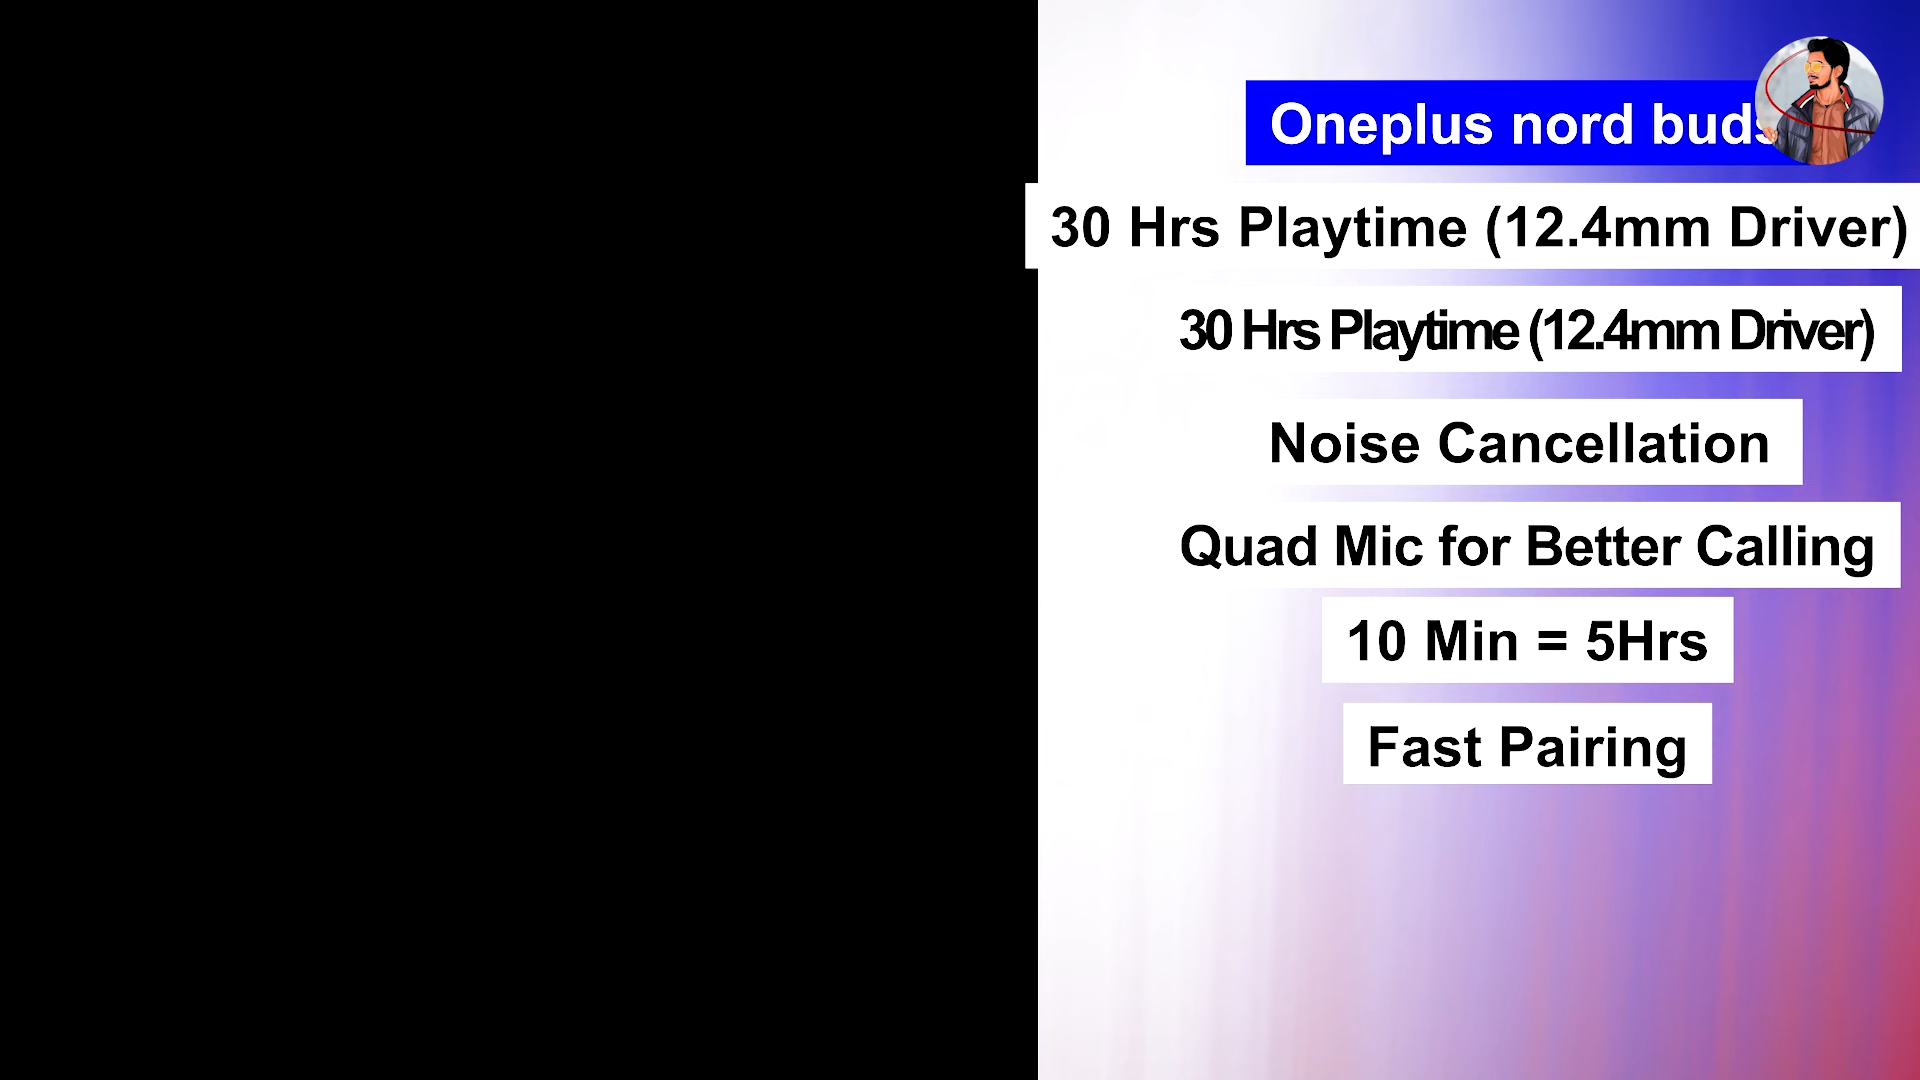 Oneplus nord buds
30 Hrs Playtime (12.4mm Driver)
30 Hrs Playtime (12.4mm Driver)
Noise Cancellation
Quad Mic for Better Calling
10 Min = 5Hrs
Fast Pairing